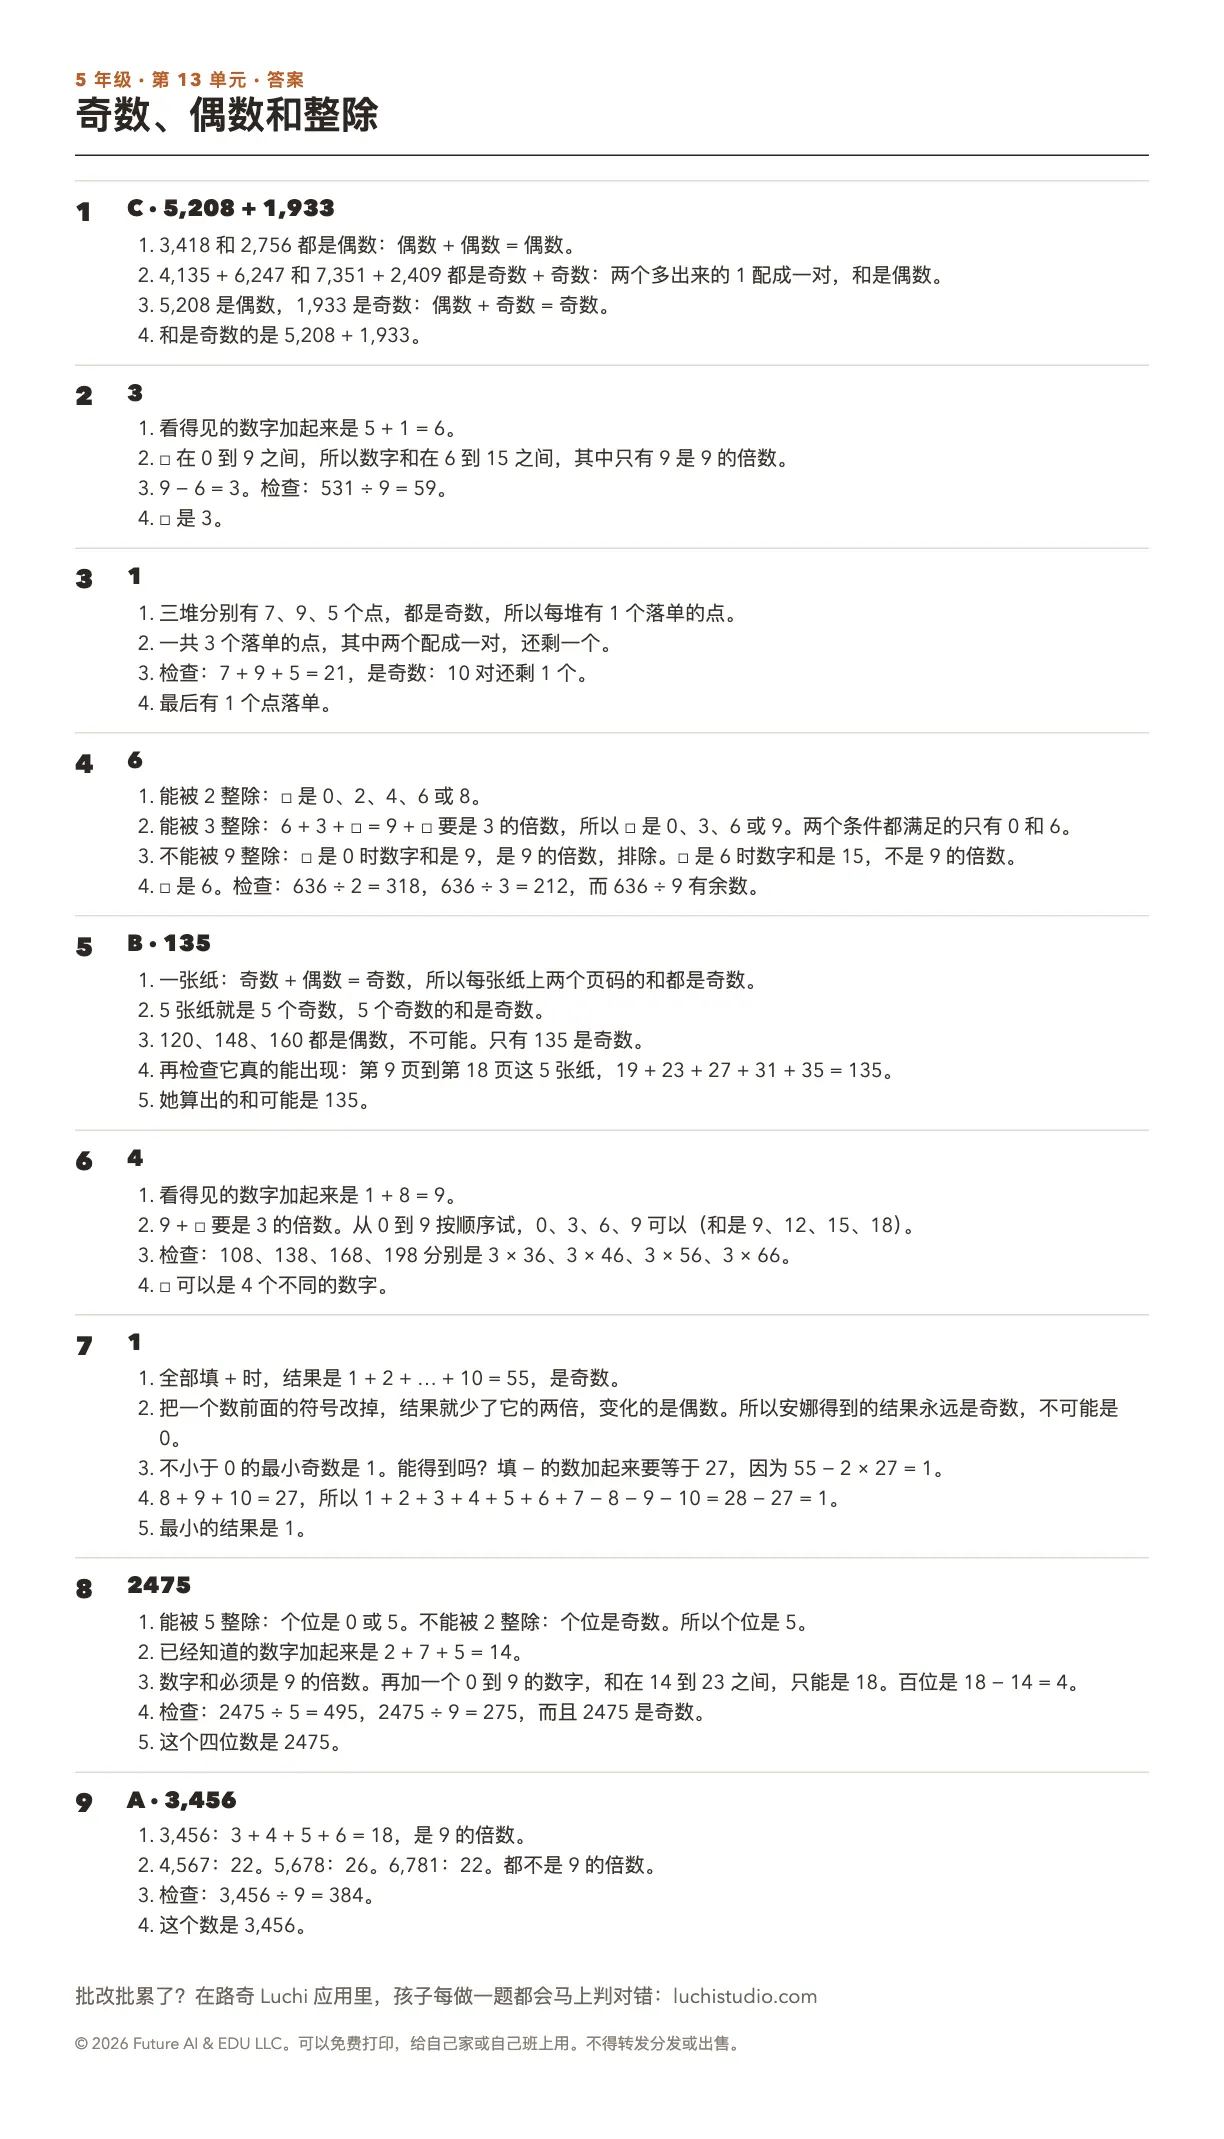 5 年级 · 第 13 单元 · 答案
奇数、偶数和整除
1
C · 5,208 + 1,933
1. 3,418 和 2,756 都是偶数：偶数 + 偶数 = 偶数。
2. 4,135 + 6,247 和 7,351 + 2,409 都是奇数 + 奇数：两个多出来的 1 配成一对，和是偶数。
3. 5,208 是偶数，1,933 是奇数：偶数 + 奇数 = 奇数。
4. 和是奇数的是 5,208 + 1,933。
2
3
1. 看得见的数字加起来是 5 + 1 = 6。
2. □ 在 0 到 9 之间，所以数字和在 6 到 15 之间，其中只有 9 是 9 的倍数。
3. 9 − 6 = 3。检查：531 ÷ 9 = 59。
4. □ 是 3。
3
1
1. 三堆分别有 7、9、5 个点，都是奇数，所以每堆有 1 个落单的点。
2. 一共 3 个落单的点，其中两个配成一对，还剩一个。
3. 检查：7 + 9 + 5 = 21，是奇数：10 对还剩 1 个。
4. 最后有 1 个点落单。
4
6
1. 能被 2 整除：□ 是 0、2、4、6 或 8。
2. 能被 3 整除：6 + 3 + □ = 9 + □ 要是 3 的倍数，所以 □ 是 0、3、6 或 9。两个条件都满足的只有 0 和 6。
3. 不能被 9 整除：□ 是 0 时数字和是 9，是 9 的倍数，排除。□ 是 6 时数字和是 15，不是 9 的倍数。
4. □ 是 6。检查：636 ÷ 2 = 318，636 ÷ 3 = 212，而 636 ÷ 9 有余数。
5
B · 135
1. 一张纸：奇数 + 偶数 = 奇数，所以每张纸上两个页码的和都是奇数。
2. 5 张纸就是 5 个奇数，5 个奇数的和是奇数。
3. 120、148、160 都是偶数，不可能。只有 135 是奇数。
4. 再检查它真的能出现：第 9 页到第 18 页这 5 张纸，19 + 23 + 27 + 31 + 35 = 135。
5. 她算出的和可能是 135。
6
4
1. 看得见的数字加起来是 1 + 8 = 9。
2. 9 + □ 要是 3 的倍数。从 0 到 9 按顺序试，0、3、6、9 可以（和是 9、12、15、18）。
3. 检查：108、138、168、198 分别是 3 × 36、3 × 46、3 × 56、3 × 66。
4. □ 可以是 4 个不同的数字。
7
1
1. 全部填 + 时，结果是 1 + 2 + … + 10 = 55，是奇数。
2. 把一个数前面的符号改掉，结果就少了它的两倍，变化的是偶数。所以安娜得到的结果永远是奇数，不可能是
0。
3. 不小于 0 的最小奇数是 1。能得到吗？填 − 的数加起来要等于 27，因为 55 − 2 × 27 = 1。
4. 8 + 9 + 10 = 27，所以 1 + 2 + 3 + 4 + 5 + 6 + 7 − 8 − 9 − 10 = 28 − 27 = 1。
5. 最小的结果是 1。
8
2475
1. 能被 5 整除：个位是 0 或 5。不能被 2 整除：个位是奇数。所以个位是 5。
2. 已经知道的数字加起来是 2 + 7 + 5 = 14。
3. 数字和必须是 9 的倍数。再加一个 0 到 9 的数字，和在 14 到 23 之间，只能是 18。百位是 18 − 14 = 4。
4. 检查：2475 ÷ 5 = 495，2475 ÷ 9 = 275，而且 2475 是奇数。
5. 这个四位数是 2475。
9
A · 3,456
1. 3,456：3 + 4 + 5 + 6 = 18，是 9 的倍数。
2. 4,567：22。5,678：26。6,781：22。都不是 9 的倍数。
3. 检查：3,456 ÷ 9 = 384。
4. 这个数是 3,456。
批改批累了？在路奇 Luchi 应用里，孩子每做一题都会马上判对错：luchistudio.com
© 2026 Future AI & EDU LLC。可以免费打印，给自己家或自己班上用。不得转发分发或出售。